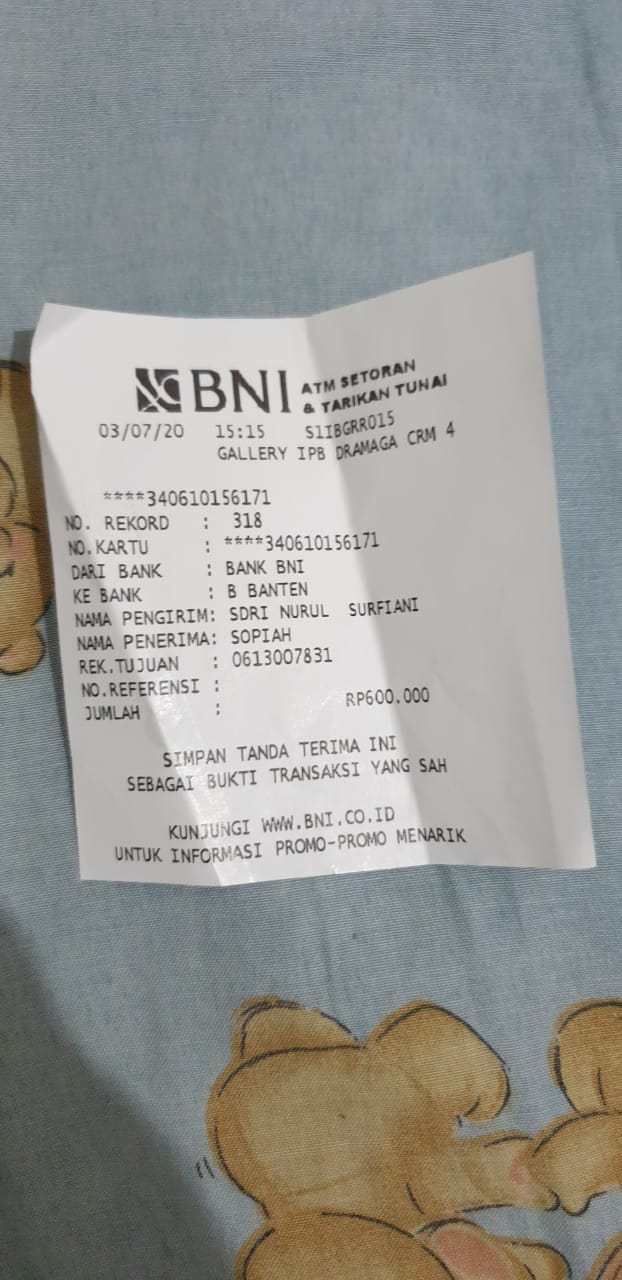 BNI ATM SETORAN
& TARIKAN TUNAI
03/07/20 15:15 S1IBGRR015
GALLERY IPB DRAMAGA CRM 4
****340610156171
NO. REKORD : 318
NO.KARTU : ****340610156171
DARI BANK : BANK BNI
KE BANK : B BANTEN
NAMA PENGIRIM: SDRI NURUL SURFIANI
NAMA PENERIMA: SOPIAH
REK.TUJUAN : 0613007831
NO.REFERENSI :
JUMLAH : RP600.000
SIMPAN TANDA TERIMA INI
SEBAGAI BUKTI TRANSAKSI YANG SAH
KUNJUNGI WWW.BNI.CO.ID
UNTUK INFORMASI PROMO-PROMO MENARIK